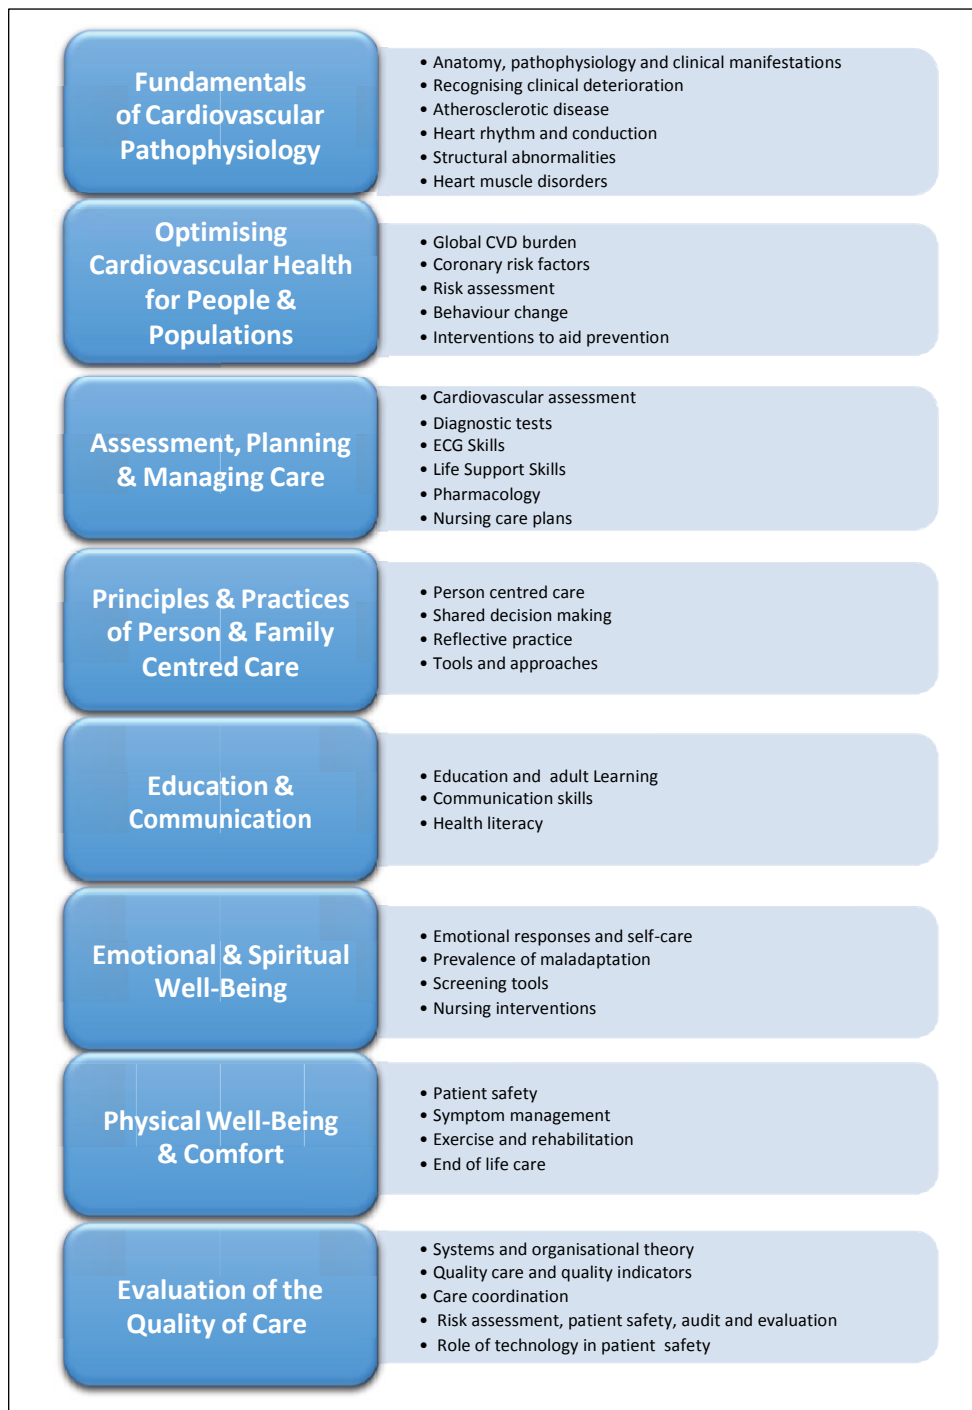 Fundamentals
of Cardiovascular
Pathophysiology
• Anatomy, pathophysiology and clinical manifestations
• Recognising clinical deterioration
• Atherosclerotic disease
• Heart rhythm and conduction
• Structural abnormalities
• Heart muscle disorders
Optimising
Cardiovascular Health
for People &
Populations
• Global CVD burden
• Coronary risk factors
• Risk assessment
• Behaviour change
• Interventions to aid prevention
Assessment, Planning
& Managing Care
• Cardiovascular assessment
• Diagnostic tests
• ECG Skills
• Life Support Skills
• Pharmacology
• Nursing care plans
Principles & Practices
of Person & Family
Centred Care
• Person centred care
• Shared decision making
• Reflective practice
• Tools and approaches
Education &
Communication
• Education and adult Learning
• Communication skills
• Health literacy
Emotional & Spiritual
Well-Being
• Emotional responses and self-care
• Prevalence of maladaptation
• Screening tools
• Nursing interventions
Physical Well-Being
& Comfort
• Patient safety
• Symptom management
• Exercise and rehabilitation
• End of life care
Evaluation of the
Quality of Care
• Systems and organisational theory
• Quality care and quality indicators
• Care coordination
• Risk assessment, patient safety, audit and evaluation
• Role of technology in patient safety